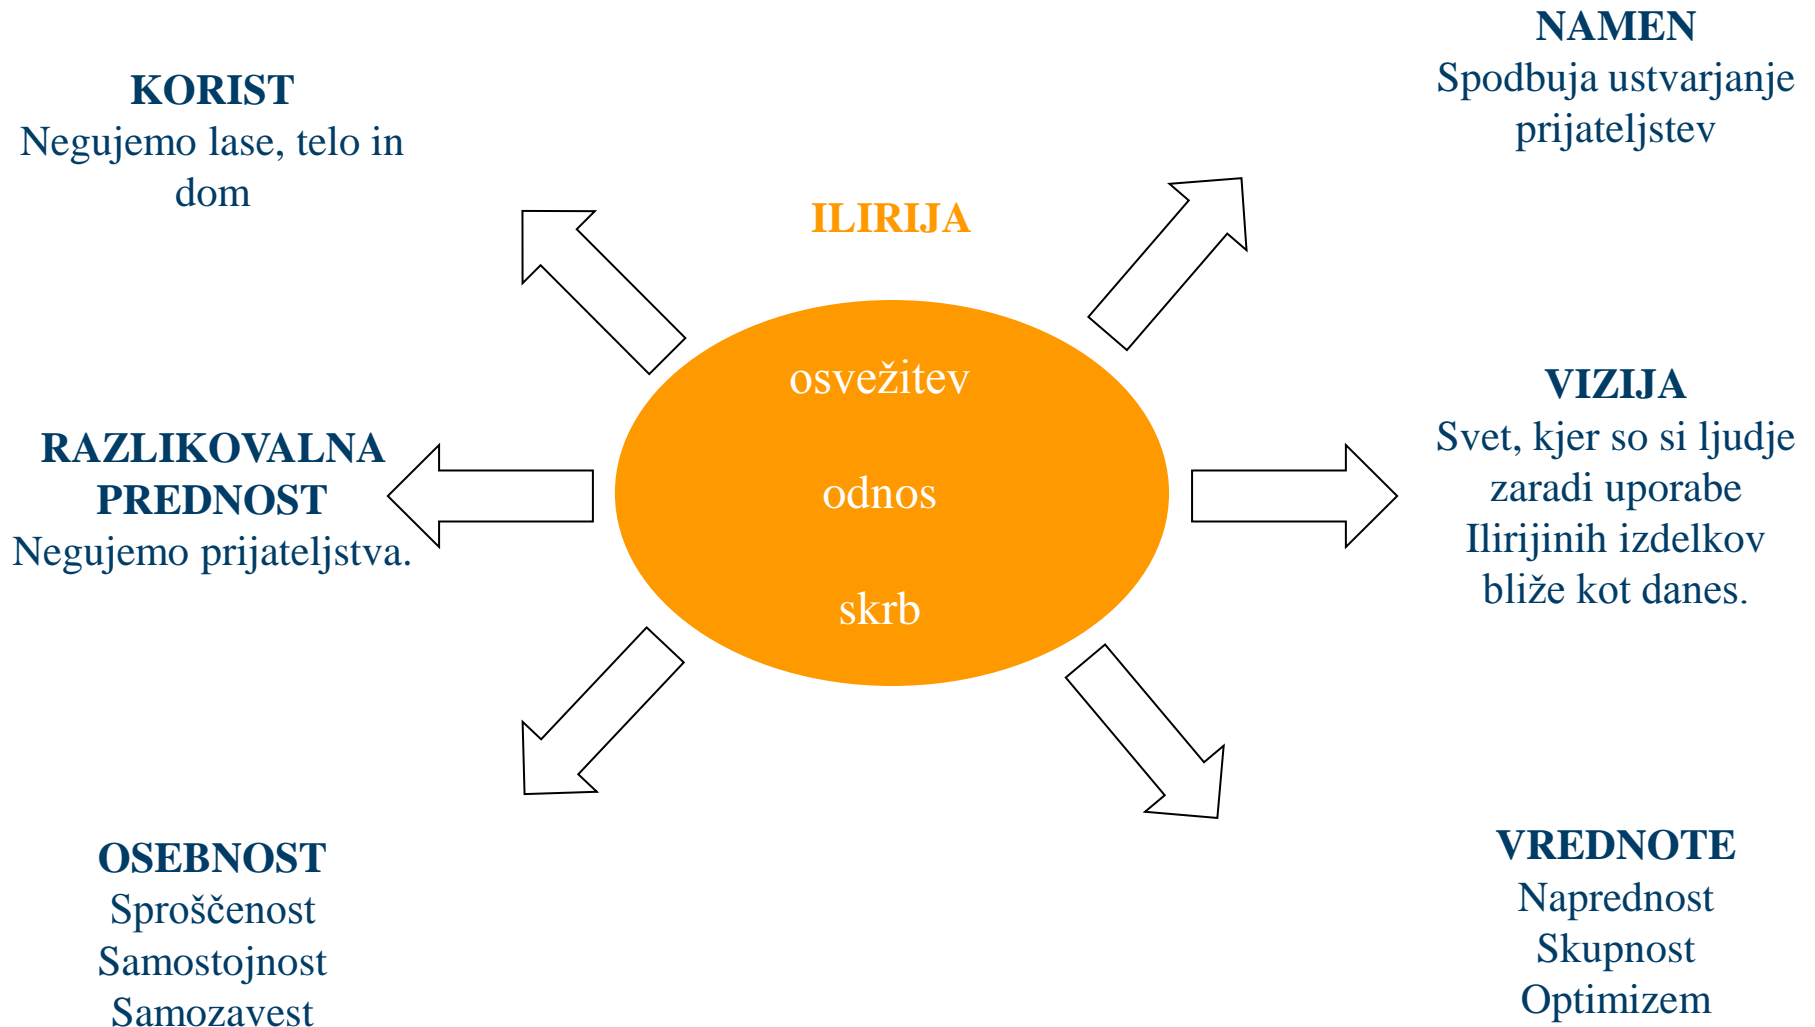 KORIST
Negujemo lase, telo in
dom
NAMEN
Spodbuja ustvarjanje
prijateljstev
ILIRIJA
osvežitev
odnos
skrb
RAZLIKOVALNA
PREDNOST
Negujemo prijateljstva.
VIZIJA
Svet, kjer so si ljudje
zaradi uporabe
Ilirijinih izdelkov
bliže kot danes.
OSEBNOST
Sproščenost
Samostojnost
Samozavest
VREDNOTE
Naprednost
Skupnost
Optimizem